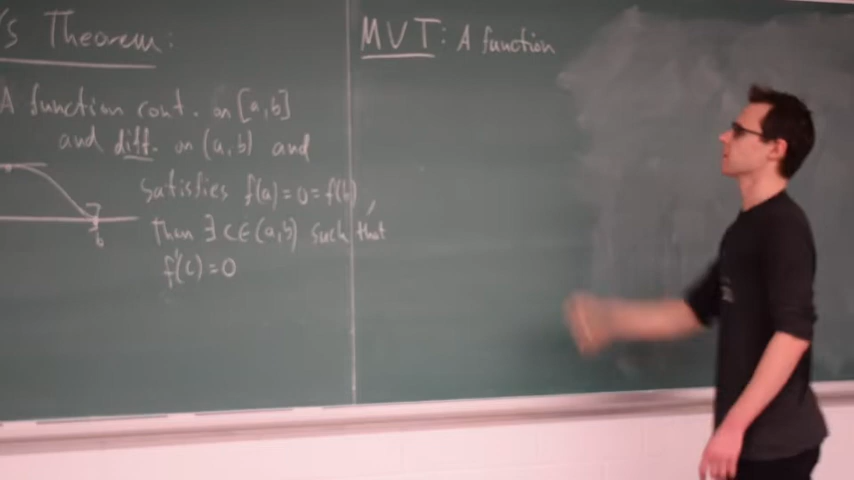 's Theorem:
A function cont. on [a,b]
and diff. on (a,b) and
satisfies f(a)=0=f(b),
then ∃ c∈(a,b) such that
f'(c)=0
b
MVT: A function